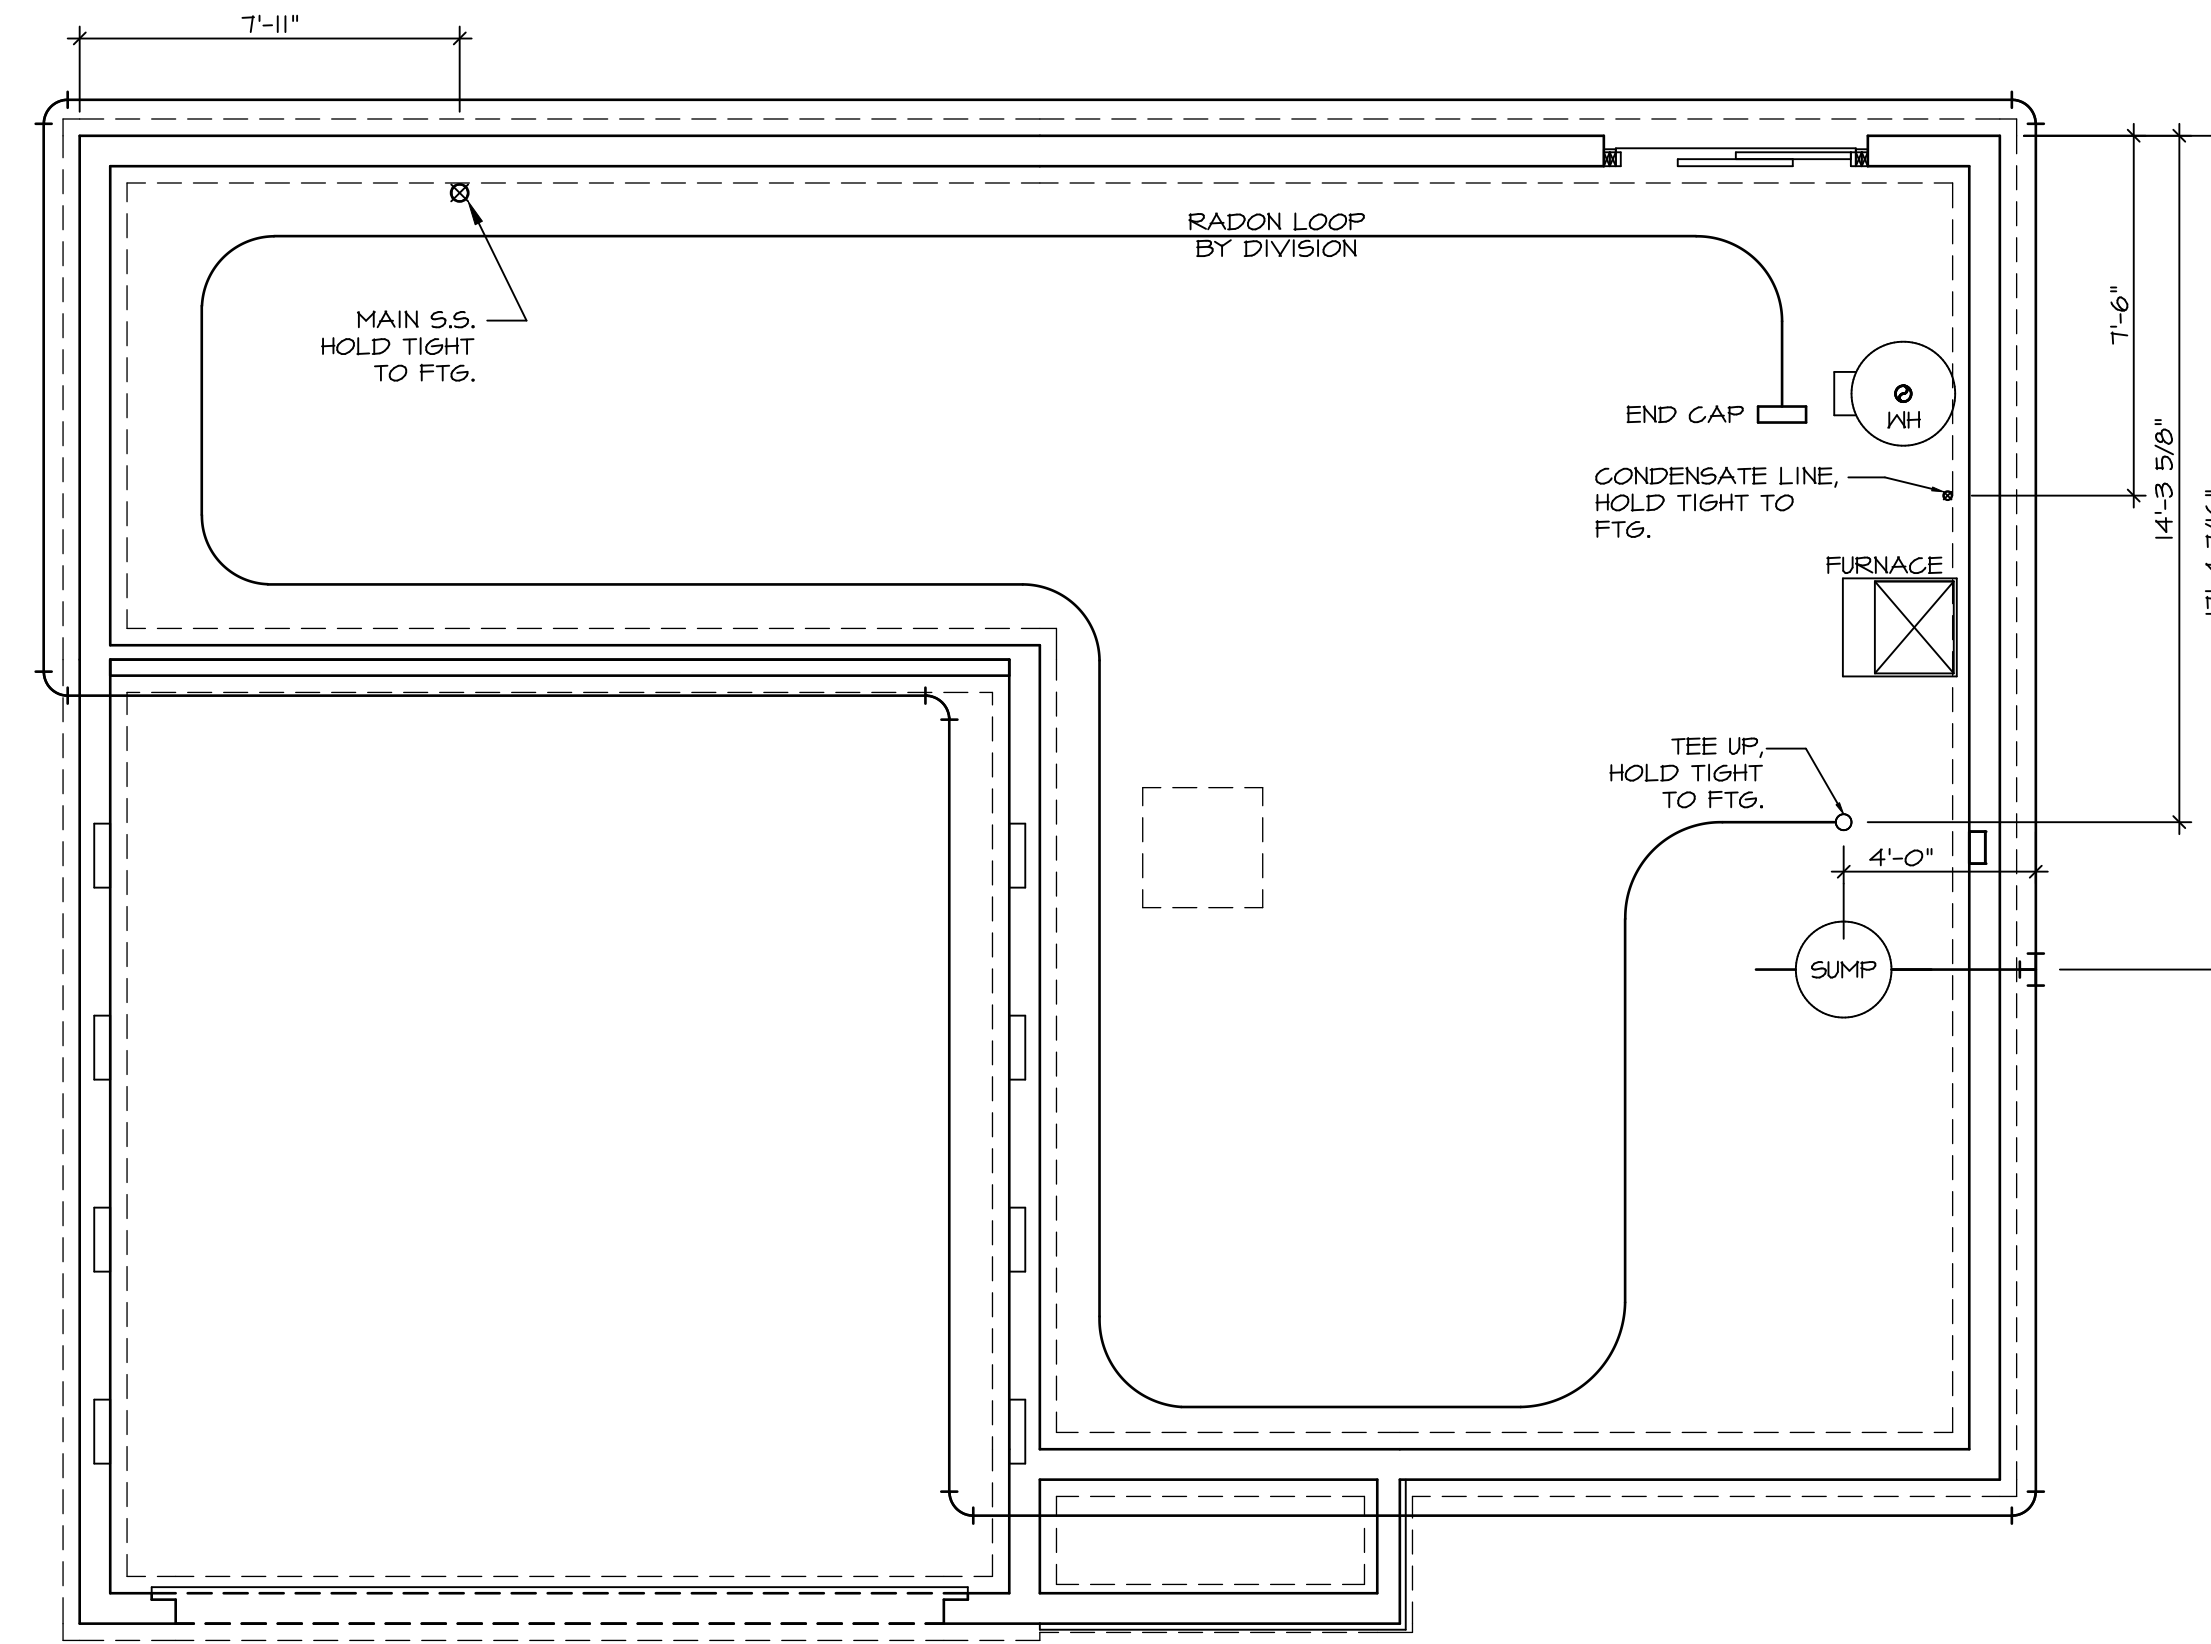 7'-11"
RADON LOOP
BY DIVISION
MAIN S.S.
HOLD TIGHT
TO FTG.
7'-6"
END CAP
WH
CONDENSATE LINE,
HOLD TIGHT TO
FTG.
14'-3 5/8"
FURNACE
TEE UP,
HOLD TIGHT
TO FTG.
4'-0"
SUMP